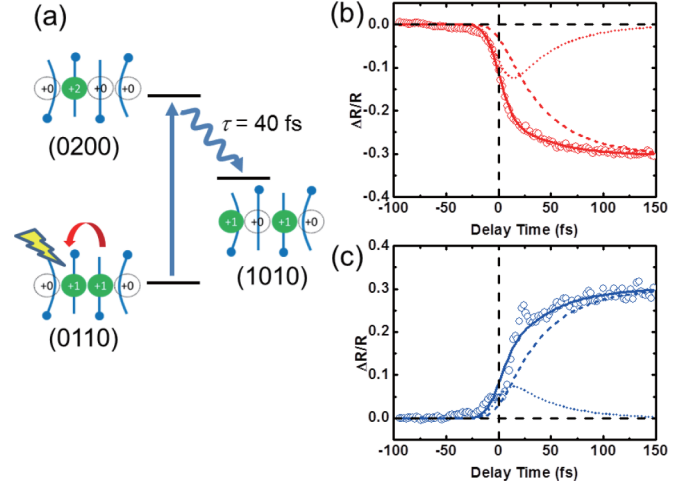 (a)
+0 +2 +0 +0
(0200)
τ = 40 fs
+1 +0 +1 +0
(1010)
+0 +1 +1 +0
(0110)
(b)
0.0
-0.1
-0.2
-0.3
-0.4
ΔR/R
-100 -50 0 50 100 150
Delay Time (fs)
(c)
0.4
0.3
0.2
0.1
0.0
ΔR/R
-100 -50 0 50 100 150
Delay Time (fs)